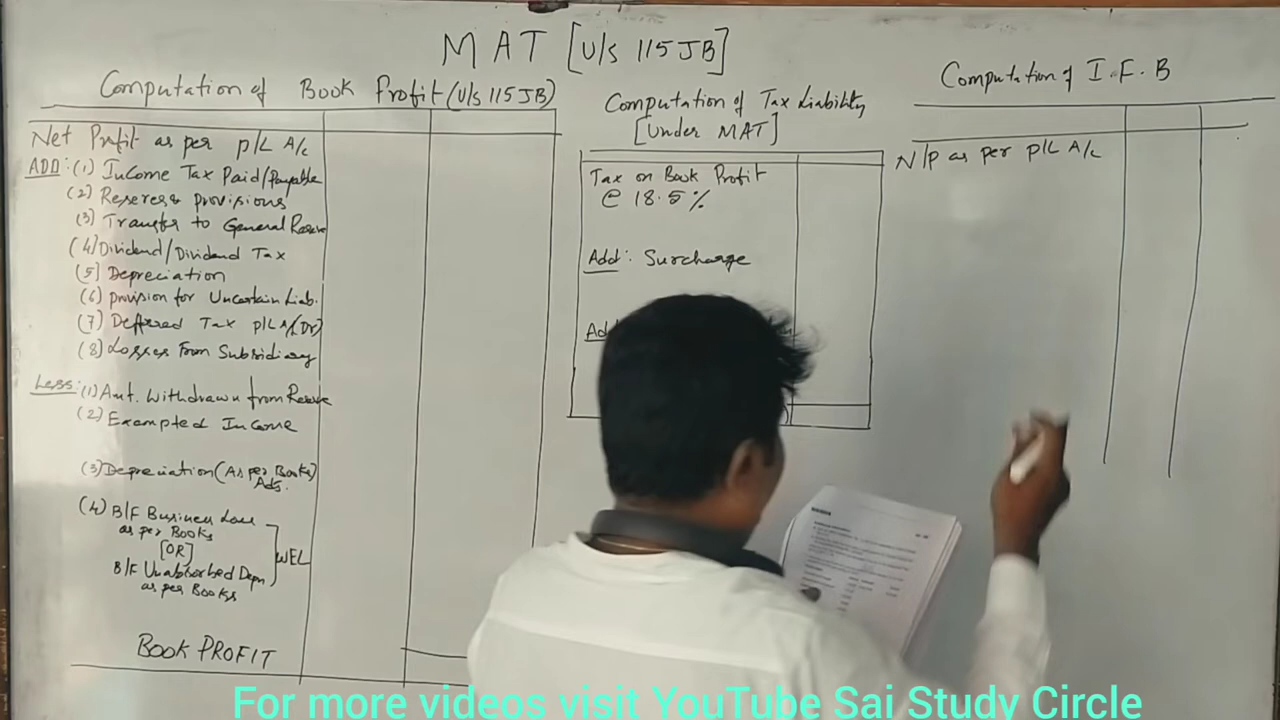 MAT [U/s 115JB]
Computation of Book Profit (U/s 115JB)
Net Profit as per P/L A/c
ADD: (1) Income Tax Paid/Payable
(2) Reseres & Provisions
(3) Transfer to General Reserve
(4) Dividend/Dividend Tax
(5) Depreciation
(6) Provision for Uncertain Liab.
(7) Deffered Tax P/L A/c (Dr)
(8) Losses From Subsidiary
Less: (1) Amt. Withdrawn from Reserve
(2) Exempted Income
(3) Depreciation (As per Books)
Adj.
(4) B/F Business Loss
as per Books
[OR]
WEL
B/F Unabsorbed Depn
as per Books
BOOK PROFIT
Computation of Tax Liability
[Under MAT]
Tax on Book Profit
@ 18.5%
Add: Surcharge
Add
Computation of I.F.B
N/P as per P/L A/c
For more videos visit YouTube Sai Study Circle